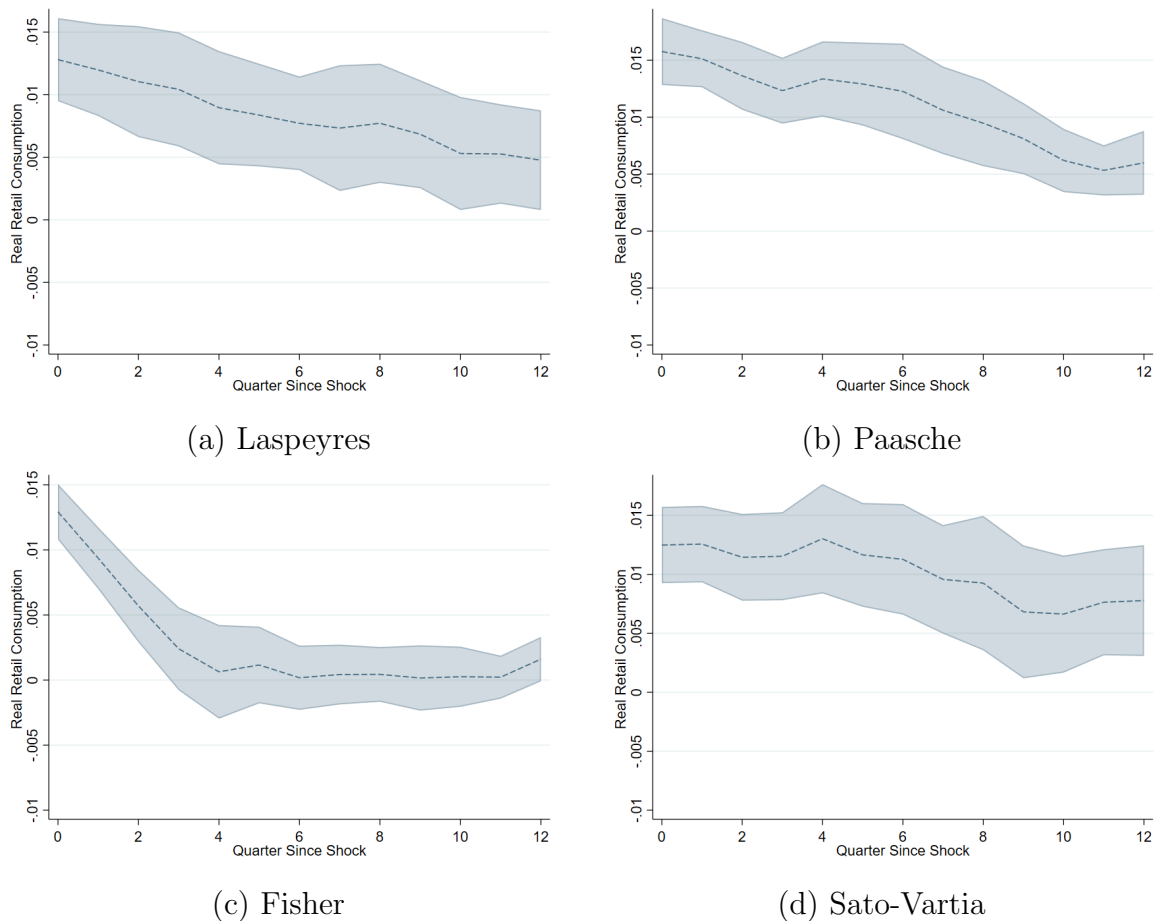 .015
.01
.005
0
-.005
-.01
Real Retail Consumption
0 2 4 6 8 10 12
Quarter Since Shock
(a) Laspeyres
.015
.01
.005
0
-.005
-.01
Real Retail Consumption
0 2 4 6 8 10 12
Quarter Since Shock
(b) Paasche
.015
.01
.005
0
-.005
-.01
Real Retail Consumption
0 2 4 6 8 10 12
Quarter Since Shock
(c) Fisher
.015
.01
.005
0
-.005
-.01
Real Retail Consumption
0 2 4 6 8 10 12
Quarter Since Shock
(d) Sato-Vartia